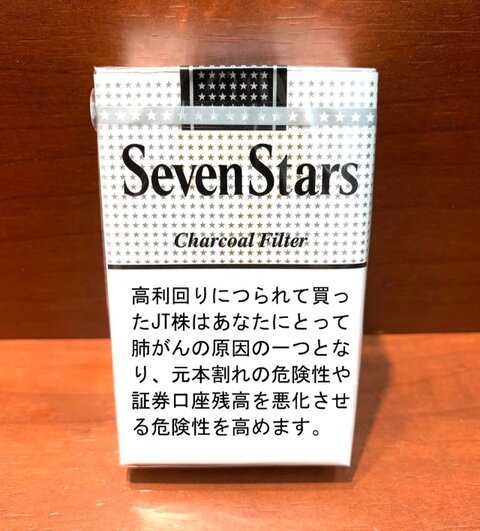 SevenStars
Charcoal Filter
高利回りにつられて買っ
たJT株はあなたにとって
肺がんの原因の一つとな
り、元本割れの危険性や
証券口座残高を悪化させ
る危険性を高めます。